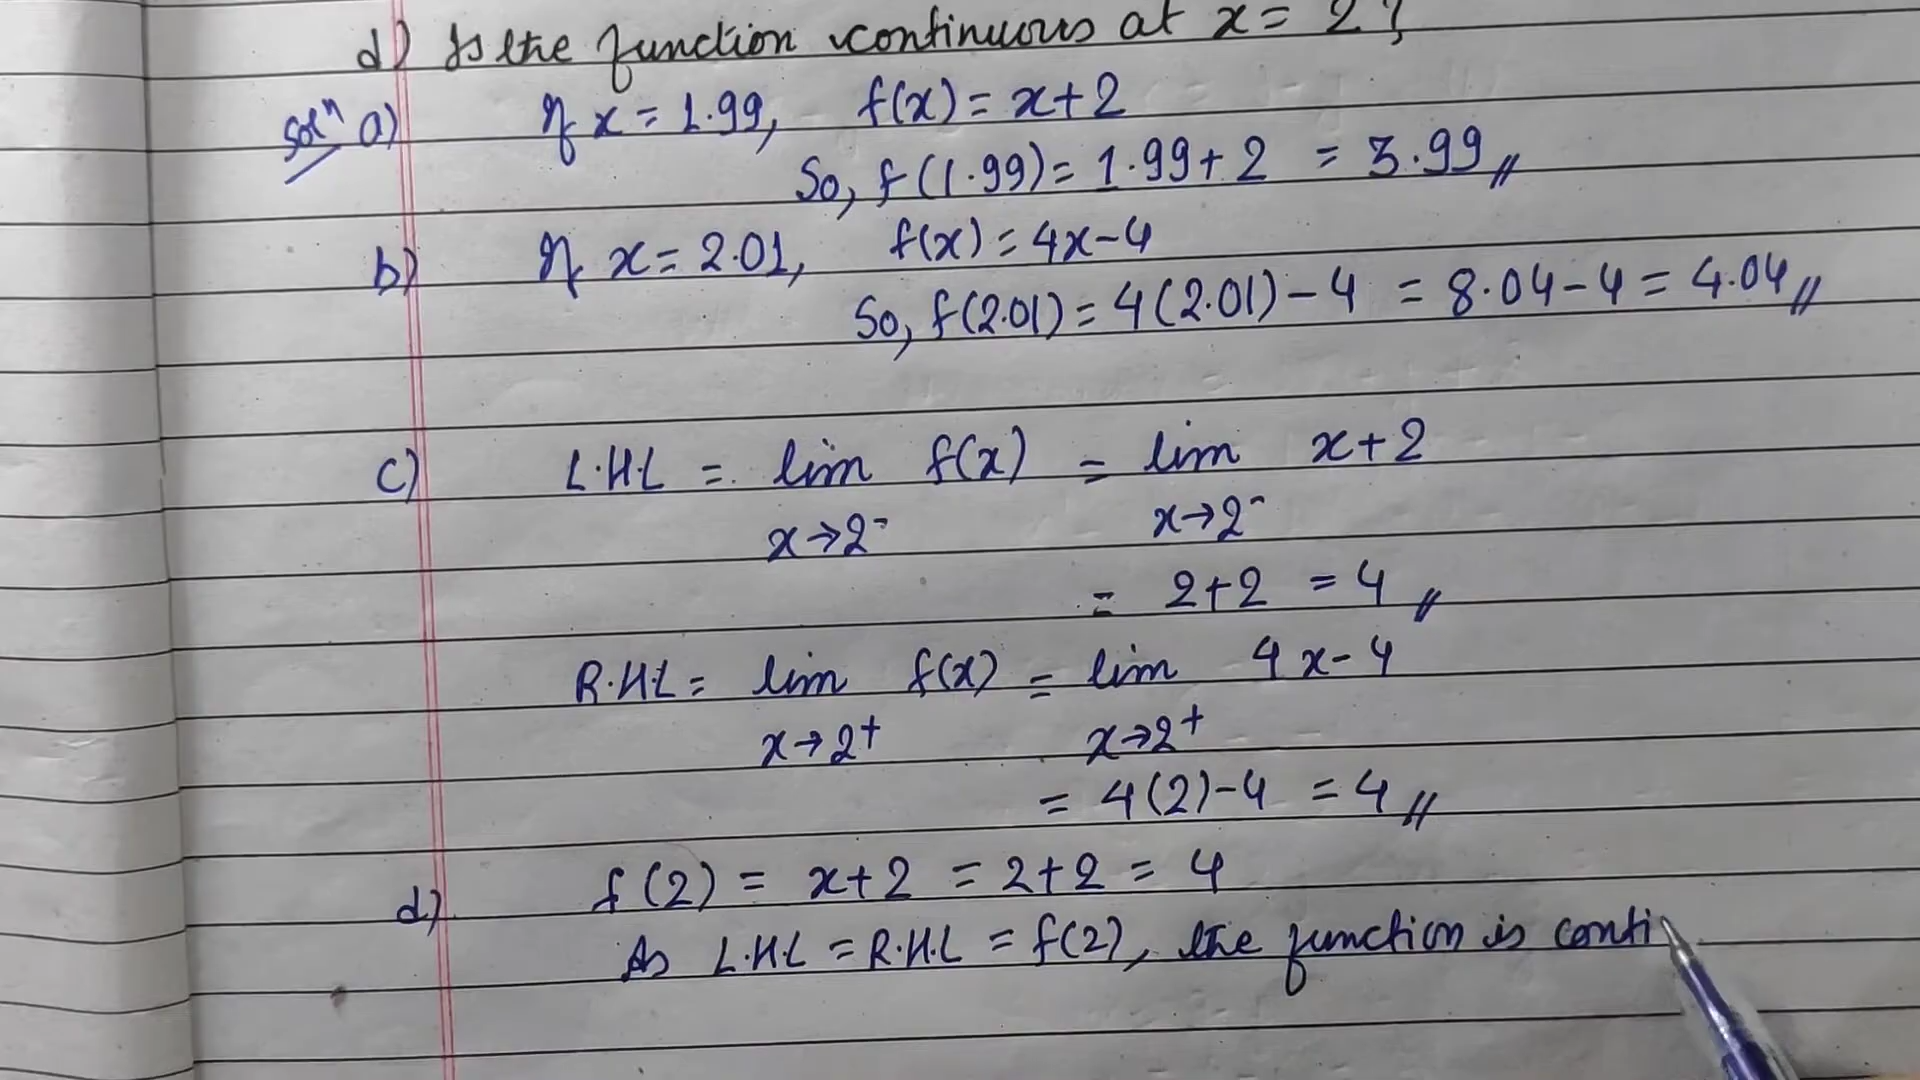 d) Is the function continuous at x = 2?
Solⁿ a) If x = 1.99, f(x) = x+2
So, f(1.99) = 1.99 + 2 = 3.99 //
b) If x = 2.01, f(x) = 4x-4
So, f(2.01) = 4(2.01) - 4 = 8.04 - 4 = 4.04 //
c) L.H.L = lim f(x) = lim x+2
x→2⁻ x→2⁻
= 2+2 = 4 //
R.H.L = lim f(x) = lim 4x-4
x→2+ x→2+
= 4(2)-4 = 4 //
d) f(2) = x+2 = 2+2 = 4
As L.H.L = R.H.L = f(2), the function is conti